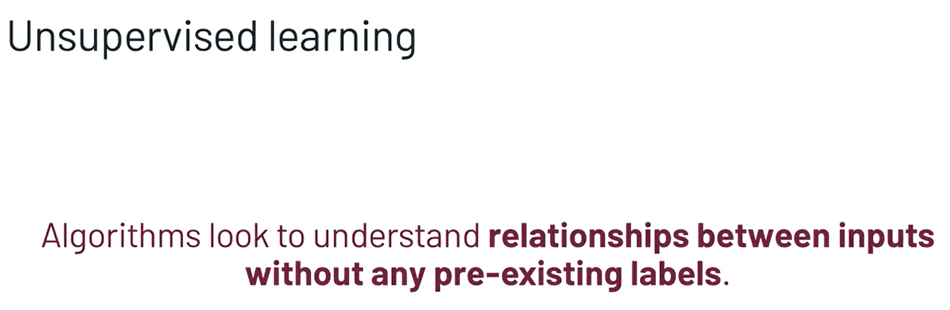 Unsupervised learning
Algorithms look to understand relationships between inputs
without any pre-existing labels.